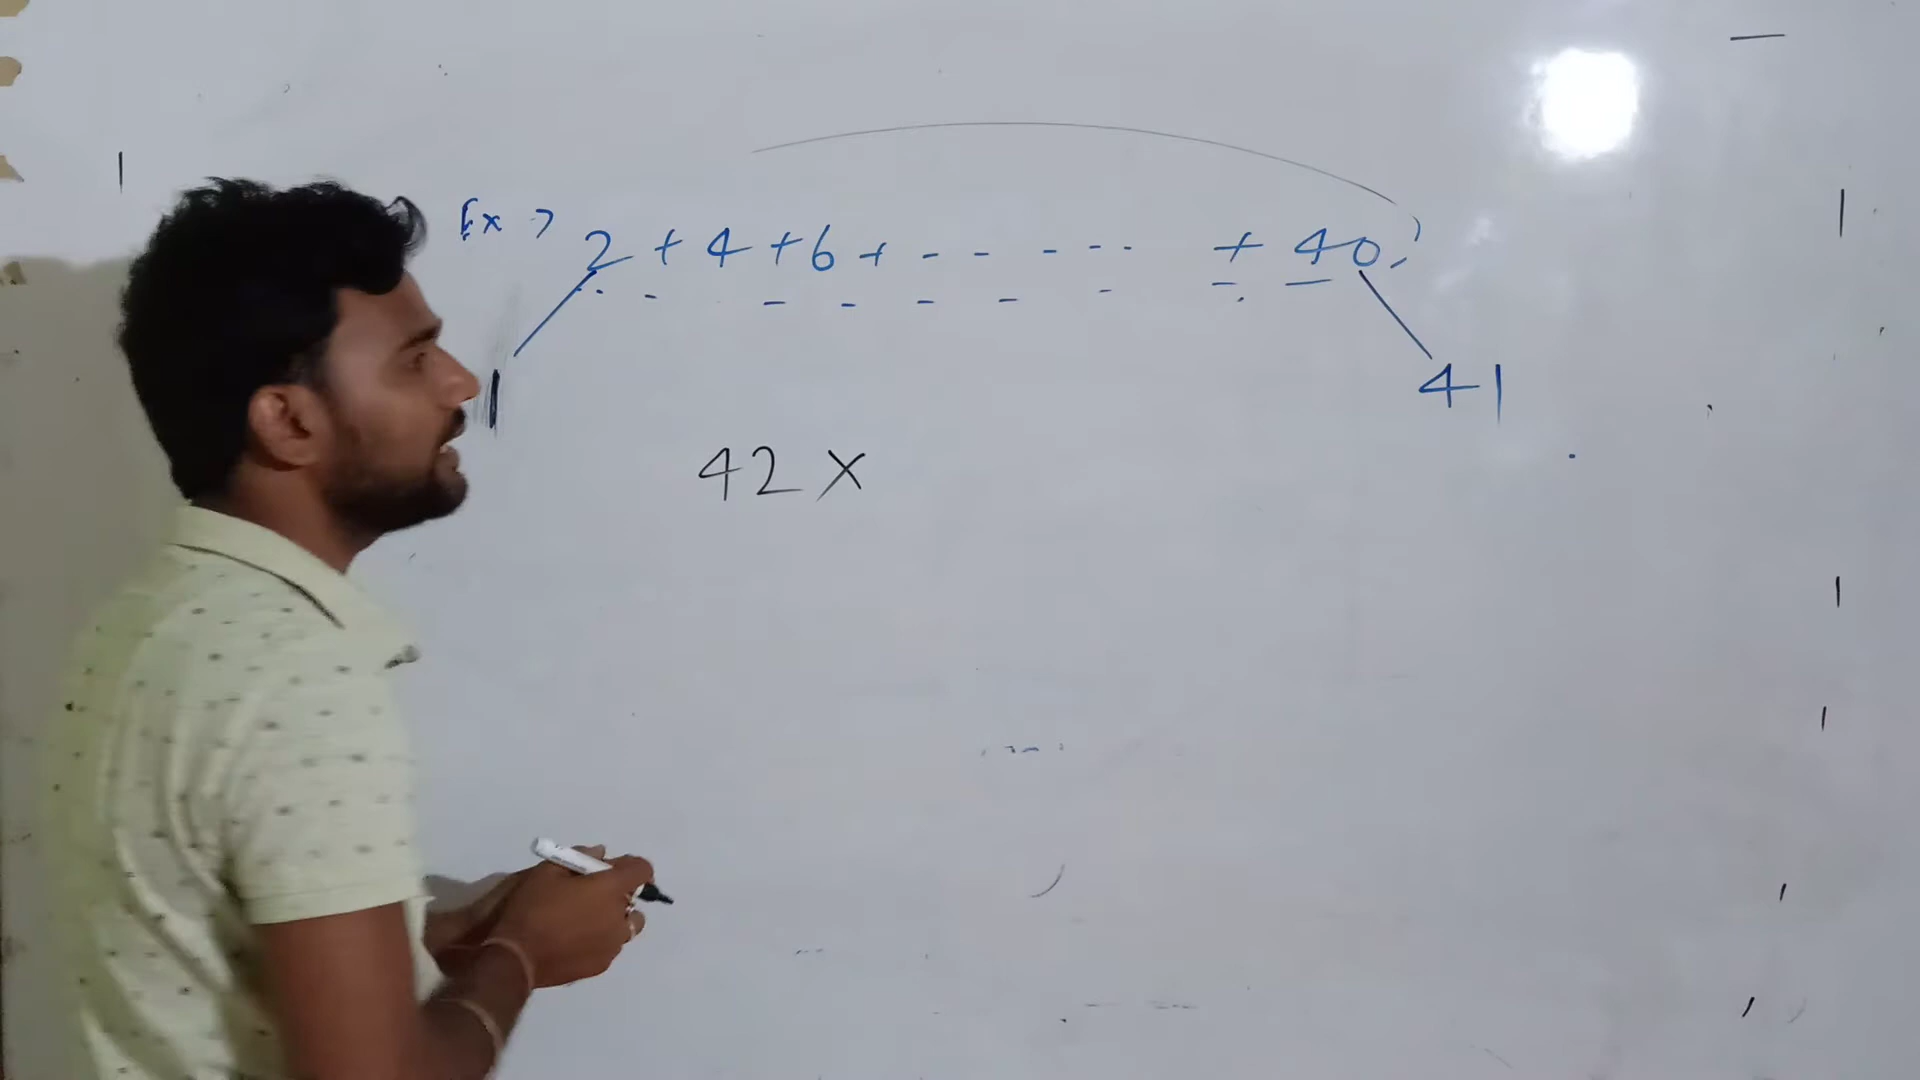 Ex → 2 + 4 + 6 + - - - - - + 40,
1 41
42 ×